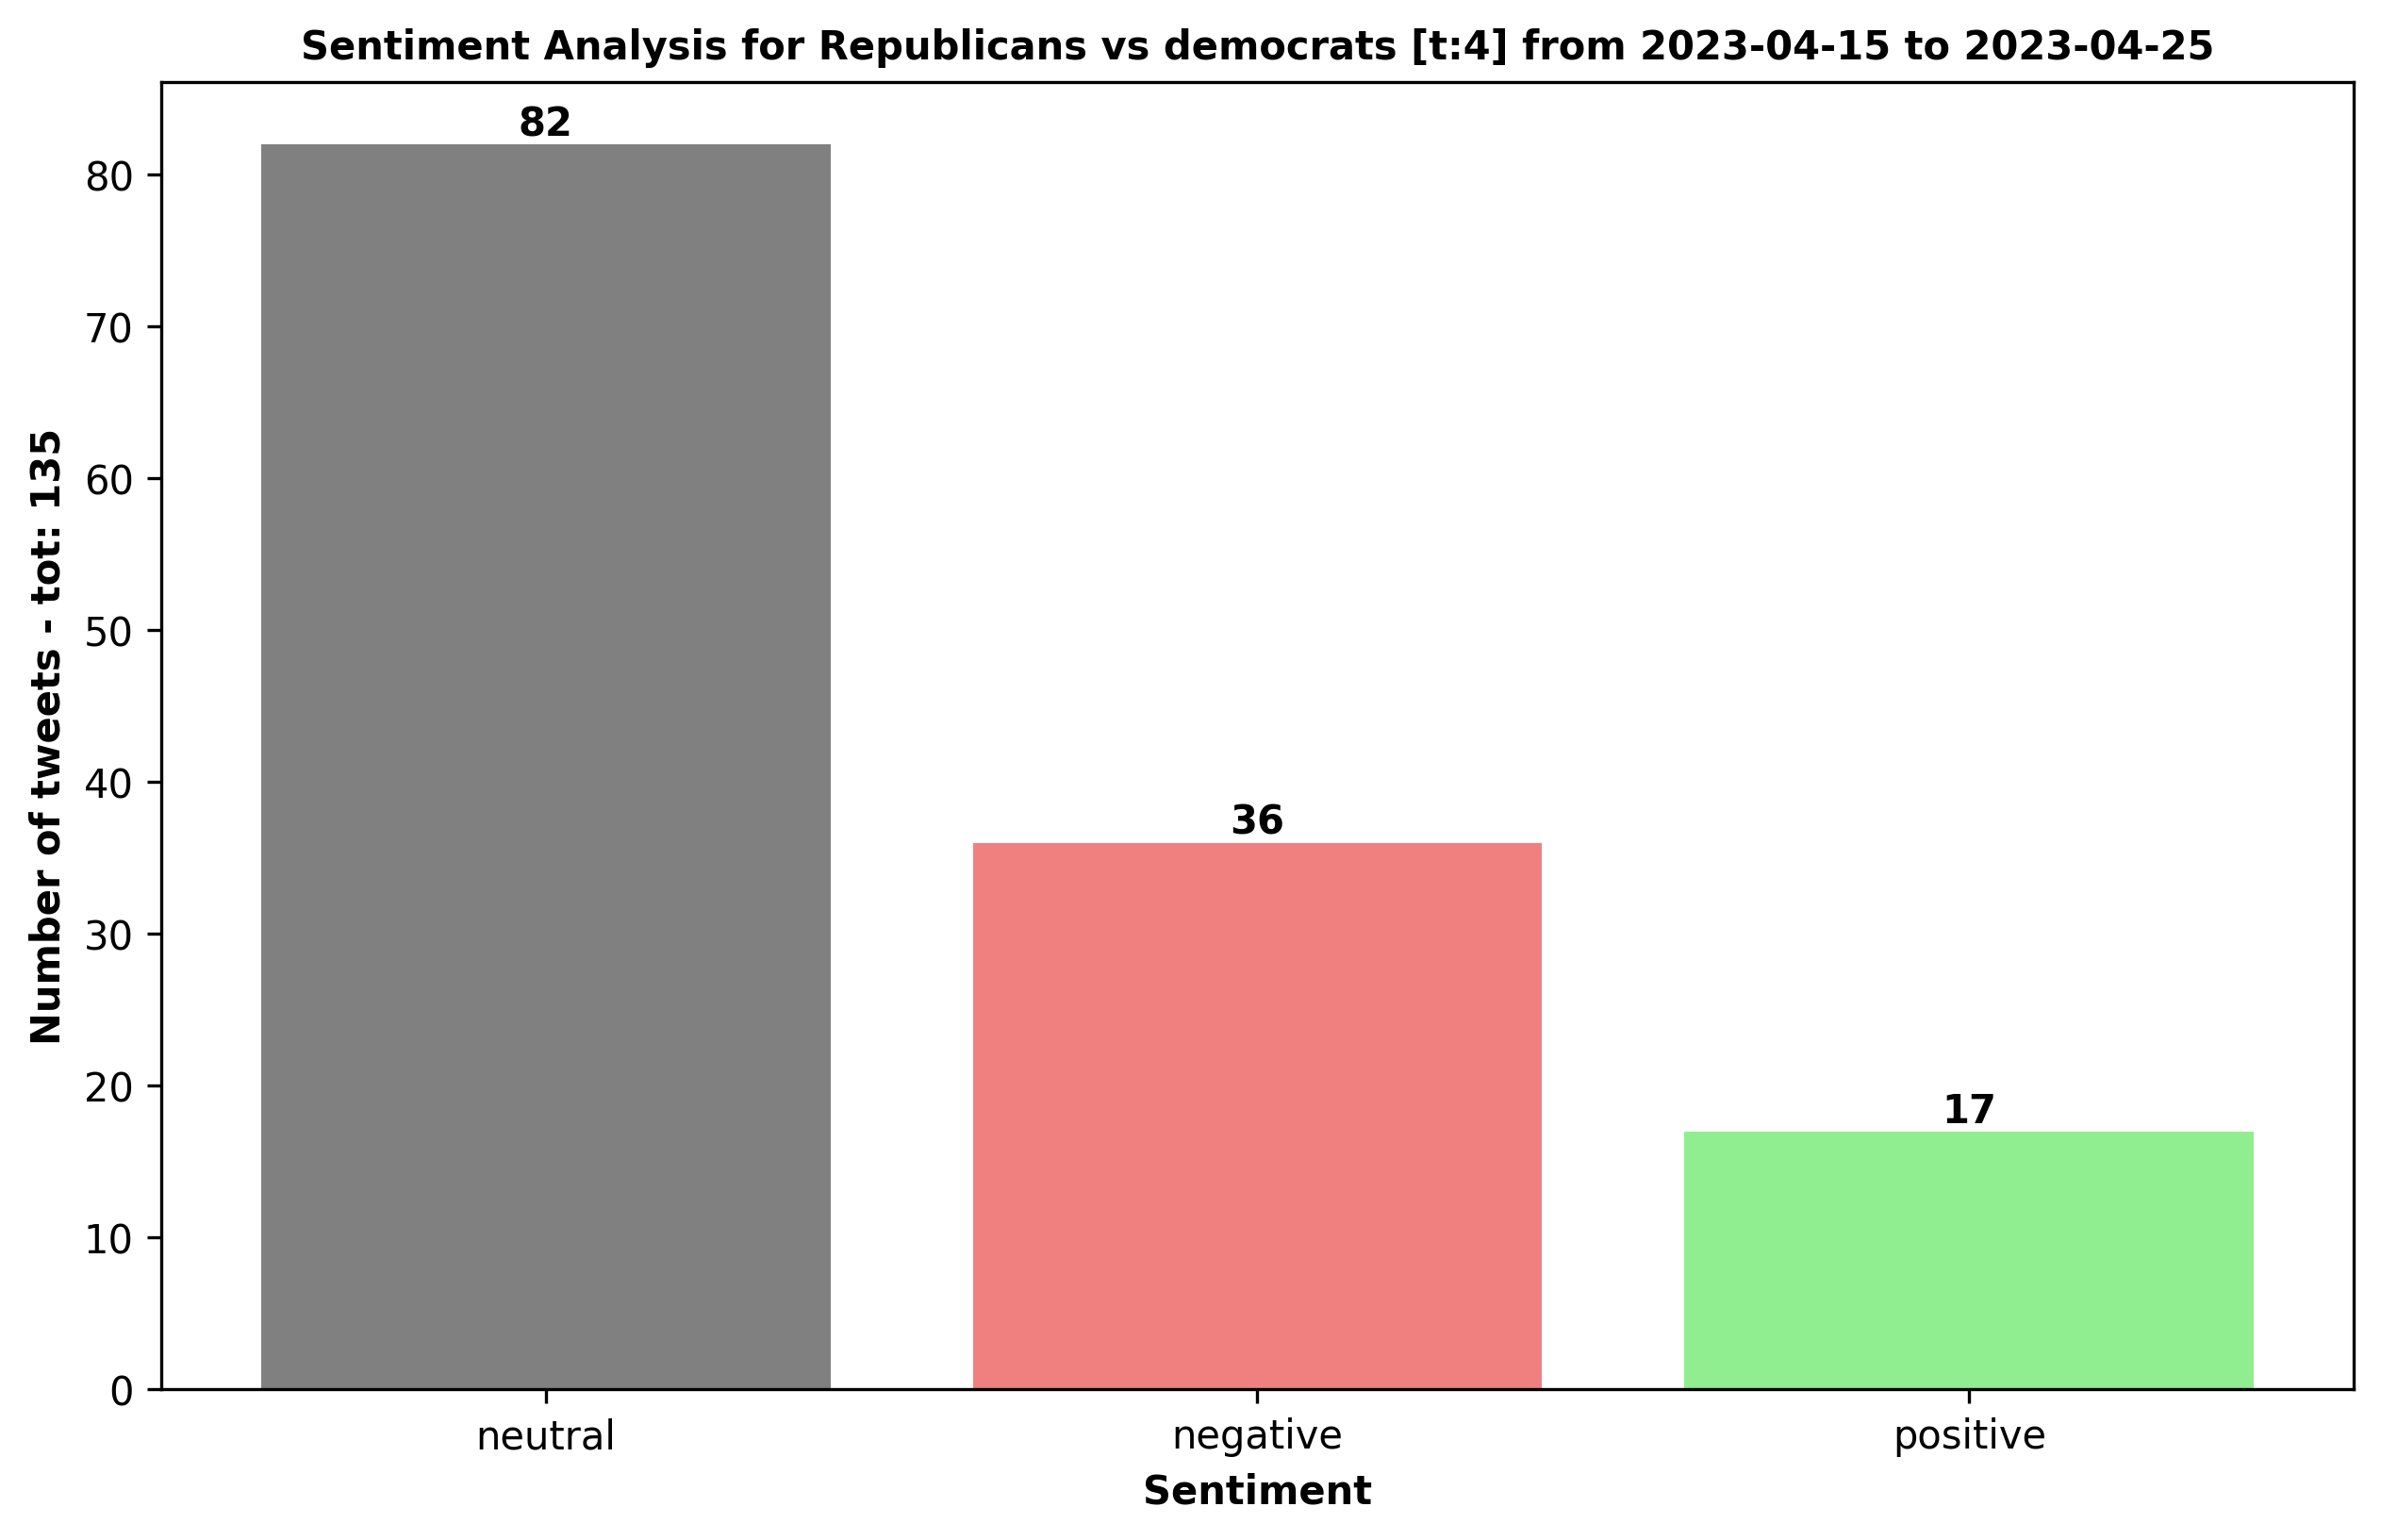 Sentiment Analysis for Republicans vs democrats [t:4] from 2023-04-15 to 2023-04-25
Number of tweets - tot: 135
80
70
60
50
40
30
20
10
0
82
36
17
neutral
negative
positive
Sentiment